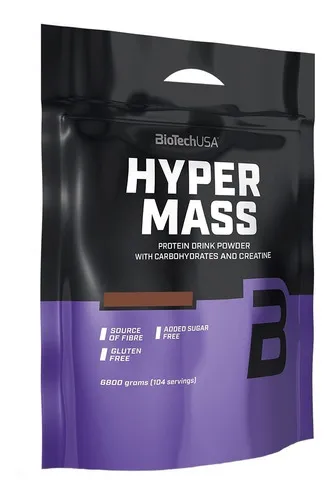 BioTechUSA
HYPER
MASS
PROTEIN DRINK POWDER
WITH CARBOHYDRATES AND CREATINE
SOURCE
OF FIBRE
ADDED SUGAR
FREE
GLUTEN
FREE
B
6800 grams (104 servings)